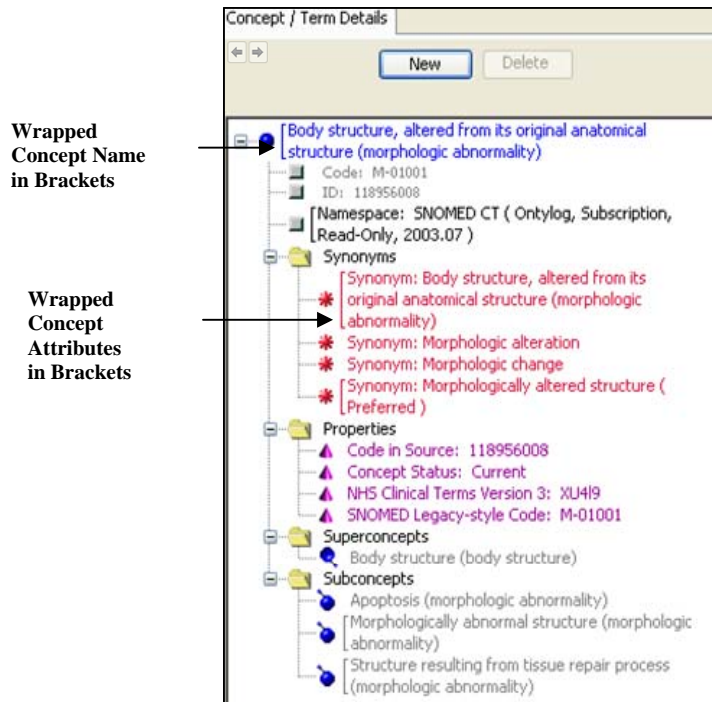 Concept / Term Details
New
Delete
Wrapped
Concept Name
in Brackets
Body structure, altered from its original anatomical
structure (morphologic abnormality)
Code: M-01001
ID: 118956008
Namespace: SNOMED CT ( Ontylog, Subscription,
Read-Only, 2003.07 )
Synonyms
Wrapped
Concept
Attributes
in Brackets
Synonym: Body structure, altered from its
original anatomical structure (morphologic
abnormality)
Synonym: Morphologic alteration
Synonym: Morphologic change
Synonym: Morphologically altered structure (
Preferred )
Properties
Code in Source: 118956008
Concept Status: Current
NHS Clinical Terms Version 3: XU4l9
SNOMED Legacy-style Code: M-01001
Superconcepts
Body structure (body structure)
Subconcepts
Apoptosis (morphologic abnormality)
Morphologically abnormal structure (morphologic
abnormality)
Structure resulting from tissue repair process
(morphologic abnormality)